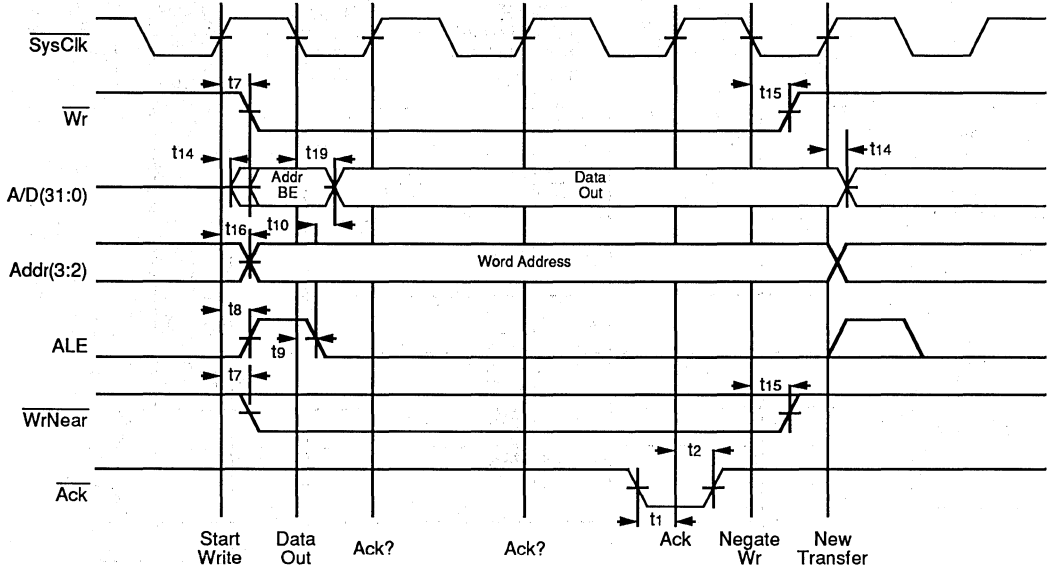 SysClk
t7
t15
Wr
t14
t19
t14
Addr
BE
Data
Out
A/D(31:0)
t16
t10
Word Address
Addr(3:2)
t8
ALE
t9
t7
t15
WrNear
t2
Ack
t1
Start
Write
Data
Out
Ack?
Ack?
Ack
Negate
Wr
New
Transfer